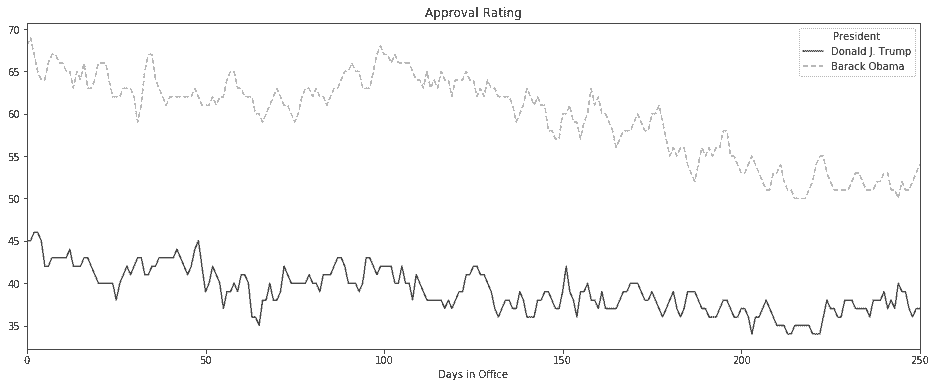 Approval Rating
President
Donald J. Trump
Barack Obama
70
65
60
55
50
45
40
35
0
50
100
150
200
250
Days in Office